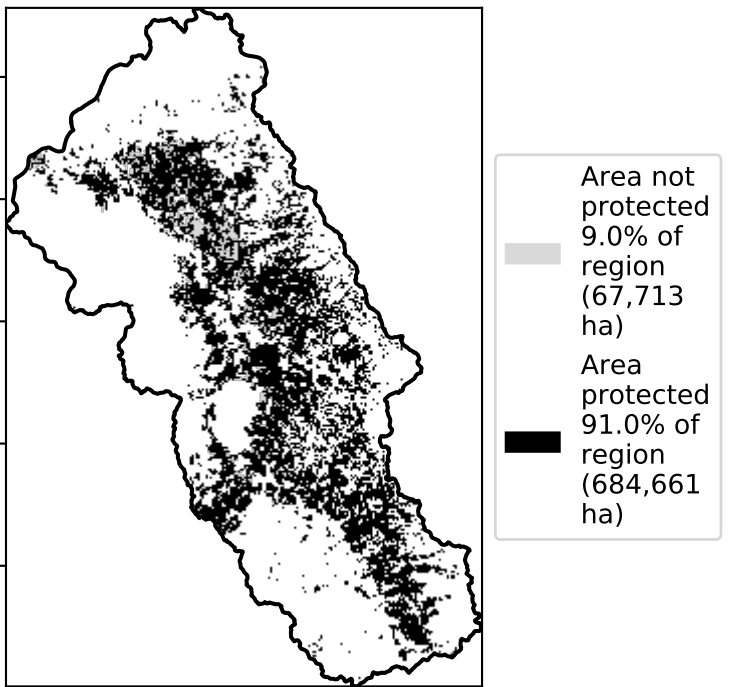 Area not
protected
9.0% of
region
(67,713
ha)
Area
protected
91.0% of
region
(684,661
ha)